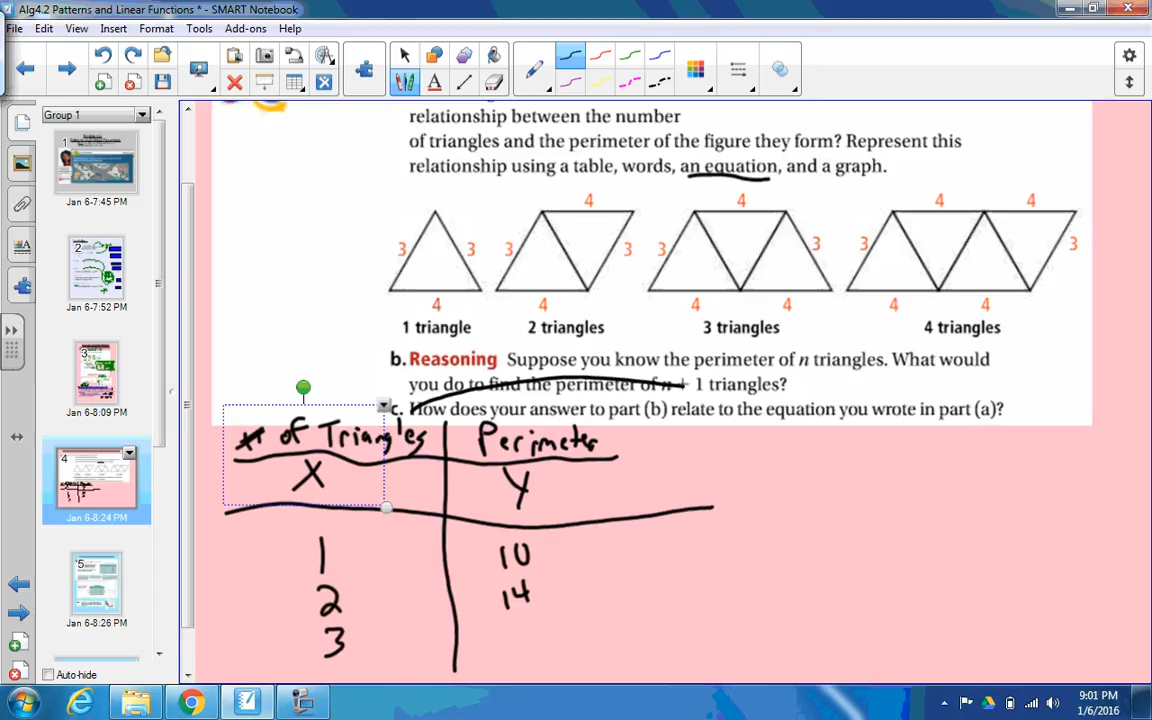 Alg4.2 Patterns and Linear Functions * - SMART Notebook
File Edit View Insert Format Tools Add-ons Help
Group 1
1
Jan 6-7:45 PM
2
Jan 6-7:52 PM
3
Jan 6-8:09 PM
4
Jan 6-8:24 PM
5
Jan 6-8:26 PM
Auto-hide
relationship between the number
of triangles and the perimeter of the figure they form? Represent this
relationship using a table, words, an equation, and a graph.
4 4 4 4
3 3 3 3 3 3 3 3
4 4 4 4 4 4
1 triangle 2 triangles 3 triangles 4 triangles
b. Reasoning Suppose you know the perimeter of n triangles. What would
you do to find the perimeter of n + 1 triangles?
c. How does your answer to part (b) relate to the equation you wrote in part (a)?
# of Triangles Perimeter
X Y
1 10
2 14
3
9:01 PM
1/6/2016